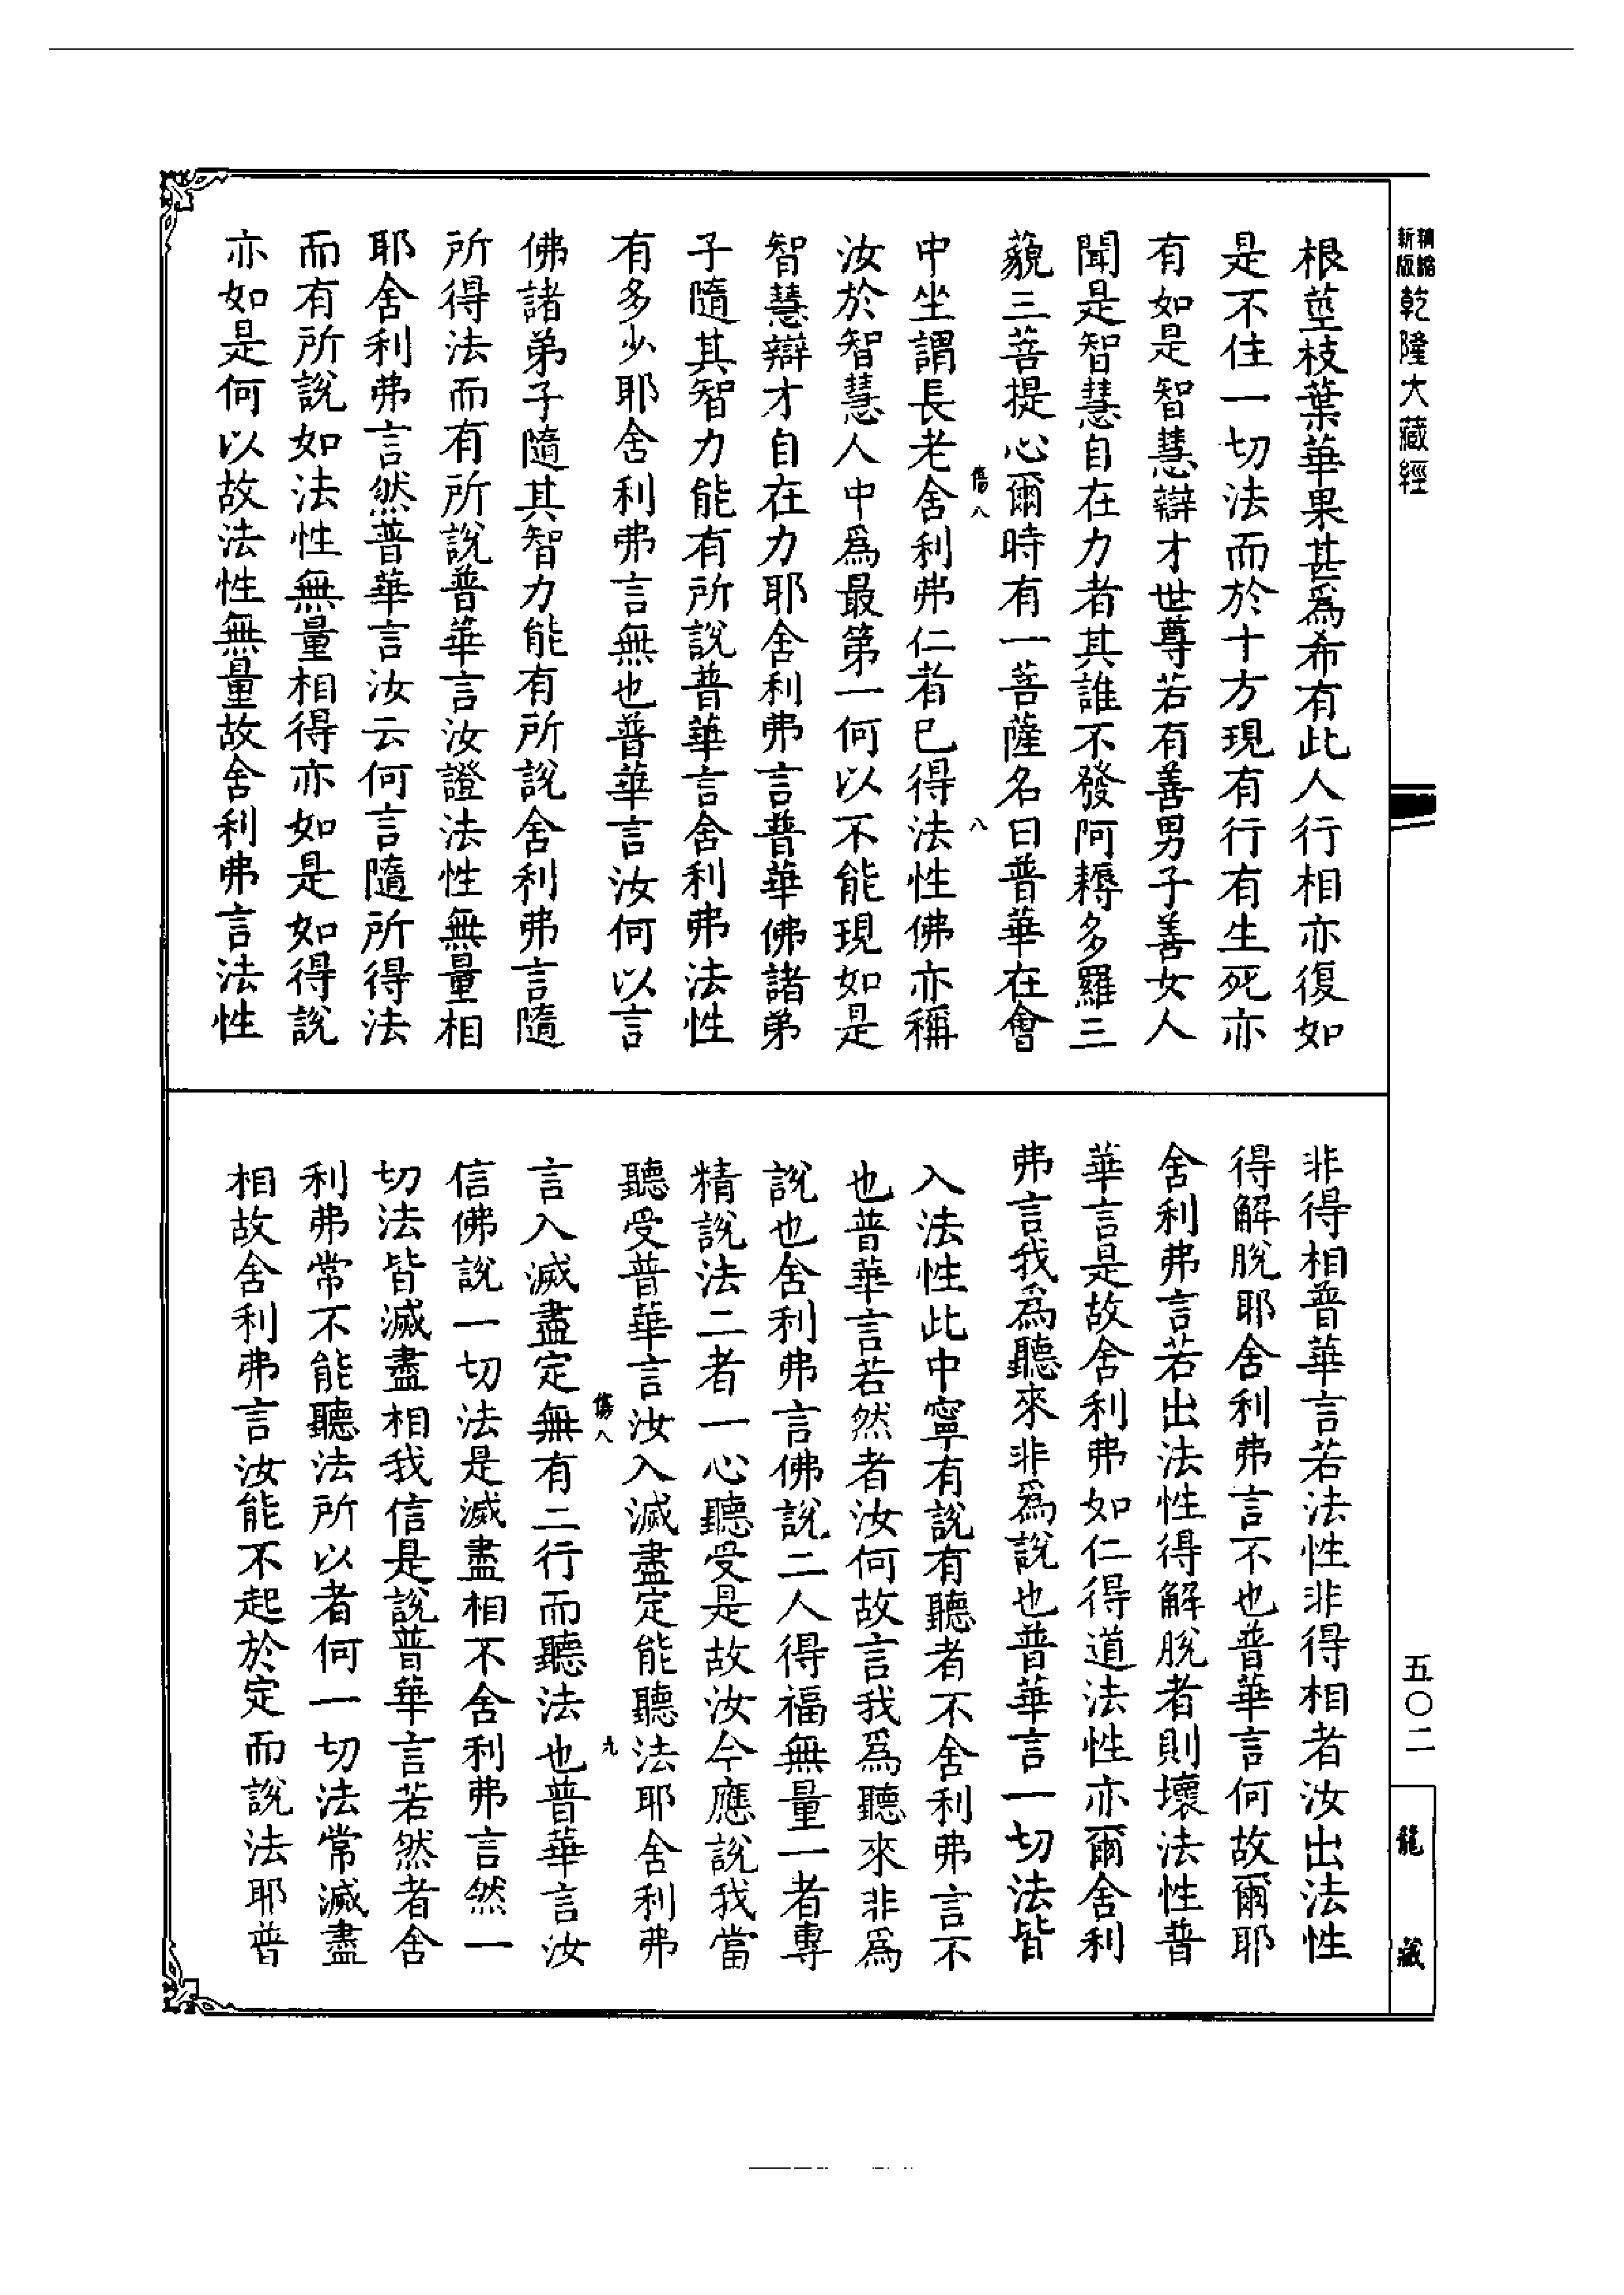 新版精縮乾隆大藏經
根莖枝葉華果甚爲希有此人行相亦復如
是不住一切法而於十方現有行有生死亦
有如是智慧辯才世尊若有善男子善女人
聞是智慧自在力者其誰不發阿耨多羅三
藐三菩提心爾時有一菩薩名曰普華在會
傷八 八
中坐謂長老舍利弗仁者已得法性佛亦稱
汝於智慧人中爲最第一何以不能現如是
智慧辯才自在力耶舍利弗言普華佛諸弟
子隨其智力能有所說普華言舍利弗法性
有多少耶舍利弗言無也普華言汝何以言
佛諸弟子隨其智力能有所說舍利弗言隨
所得法而有所說普華言汝證法性無量相
耶舍利弗言然普華言汝云何言隨所得法
而有所說如法性無量相得亦如是如得說
亦如是何以故法性無量故舍利弗言法性
非得相普華言若法性非得相者汝出法性
得解脫耶舍利弗言不也普華言何故爾耶
舍利弗言若出法性得解脫者則壞法性普
華言是故舍利弗如仁得道法性亦爾舍利
弗言我爲聽來非爲說也普華言一切法皆
入法性此中寧有說有聽者不舍利弗言不
也普華言若然者汝何故言我爲聽來非爲
說也舍利弗言佛說二人得福無量一者專
精說法二者一心聽受是故汝今應說我當
聽受普華言汝入滅盡定能聽法耶舍利弗
傷八 九
言入滅盡定無有二行而聽法也普華言汝
信佛說一切法是滅盡相不舍利弗言然一
切法皆滅盡相我信是說普華言若然者舍
利弗常不能聽法所以者何一切法常滅盡
相故舍利弗言汝能不起於定而說法耶普
五〇二
龍藏